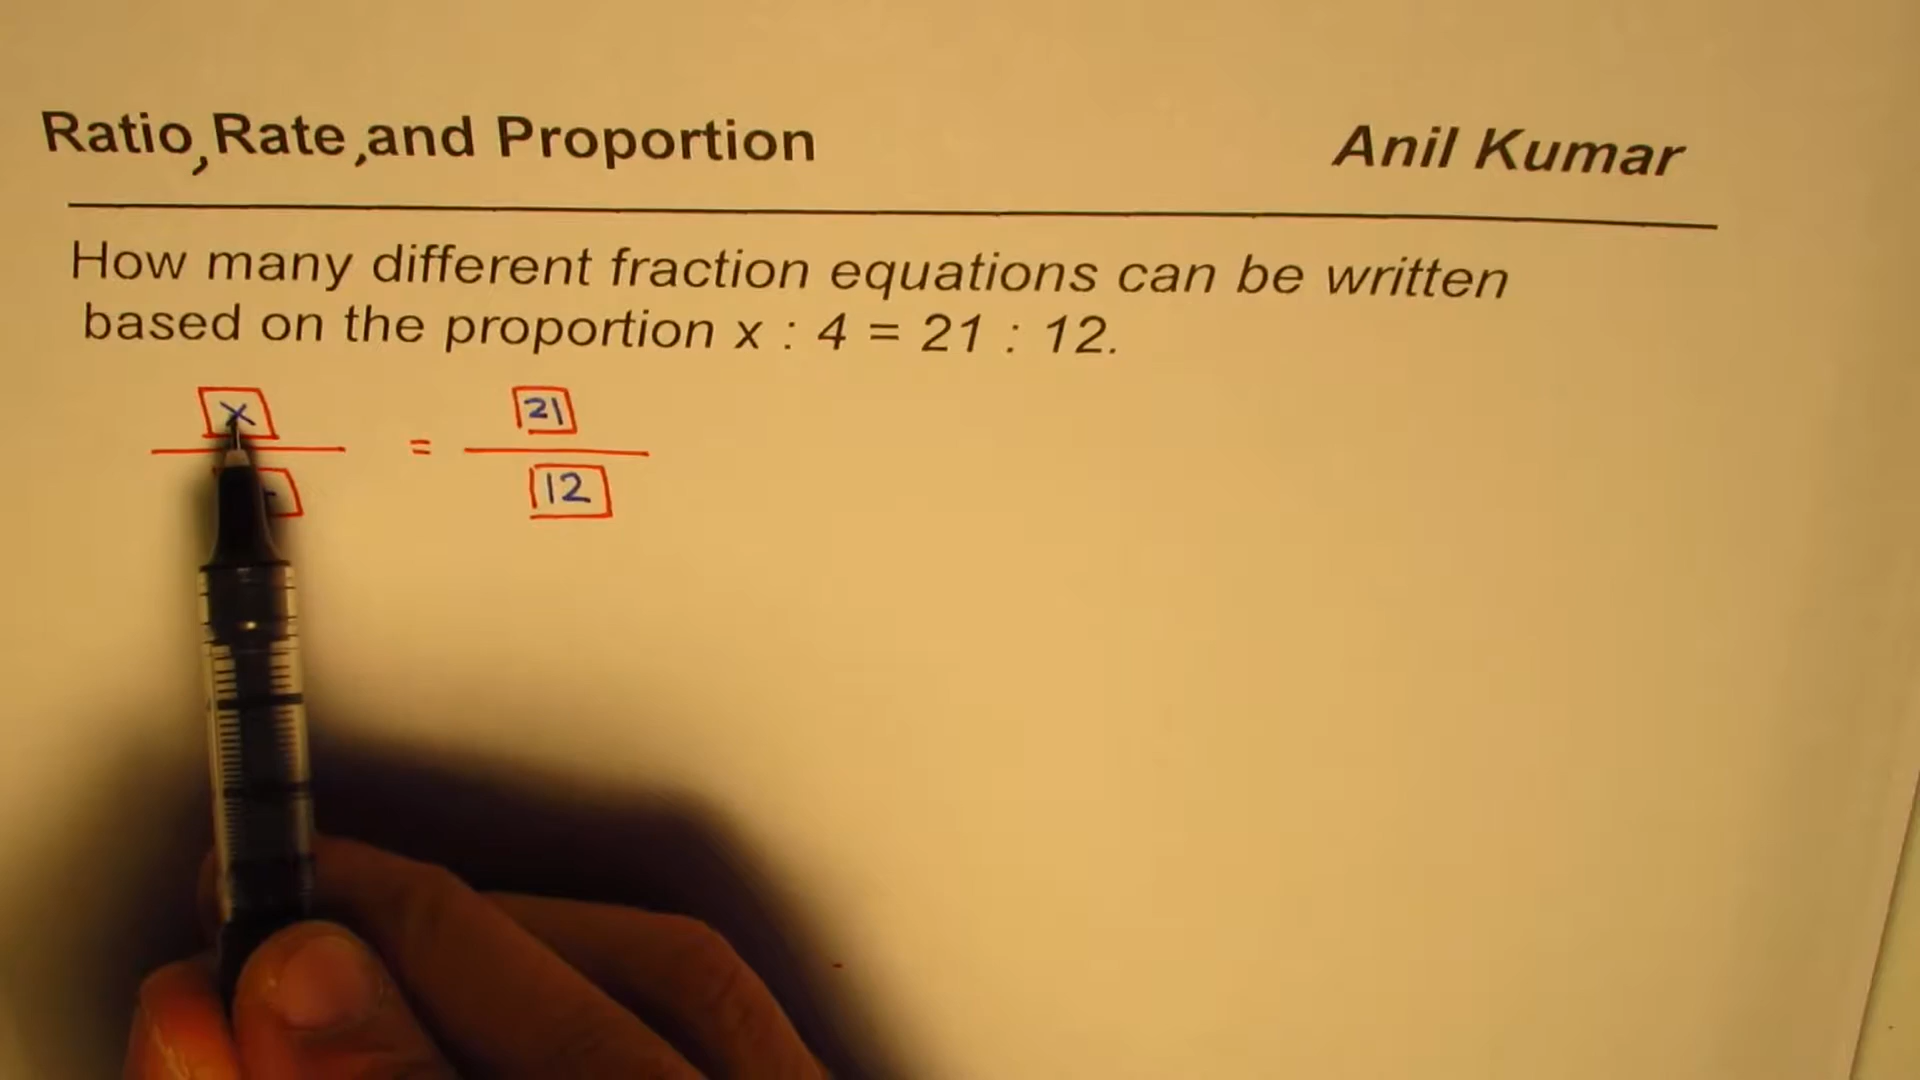 Ratio, Rate, and Proportion
Anil Kumar
How many different fraction equations can be written
based on the proportion x : 4 = 21 : 12.
x = 21
12